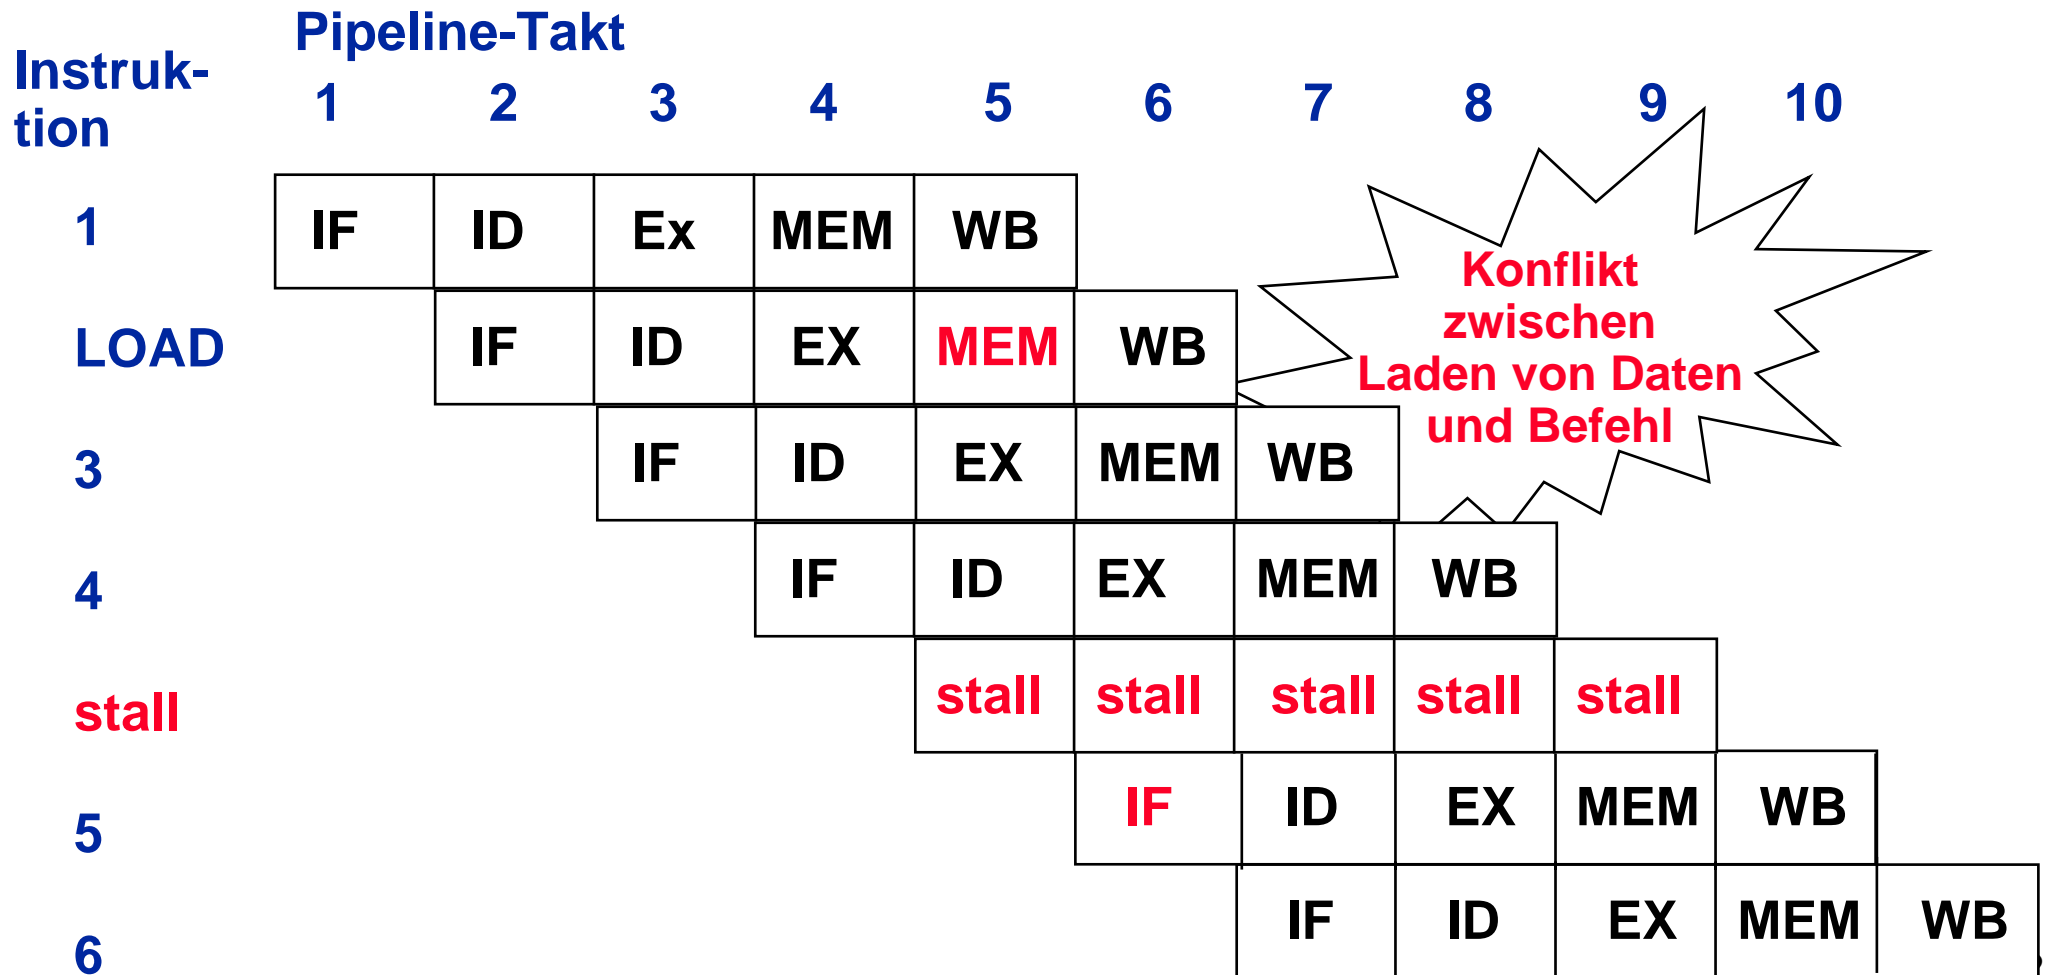 Pipeline-Takt
Instruk-
tion
1 2 3 4 5 6 7 8 9 10
1 IF ID Ex MEM WB
Konflikt
zwischen
Laden von Daten
und Befehl
LOAD IF ID EX MEM WB
3 IF ID EX MEM WB
4 IF ID EX MEM WB
stall stall stall stall stall stall
5 IF ID EX MEM WB
6 IF ID EX MEM WB